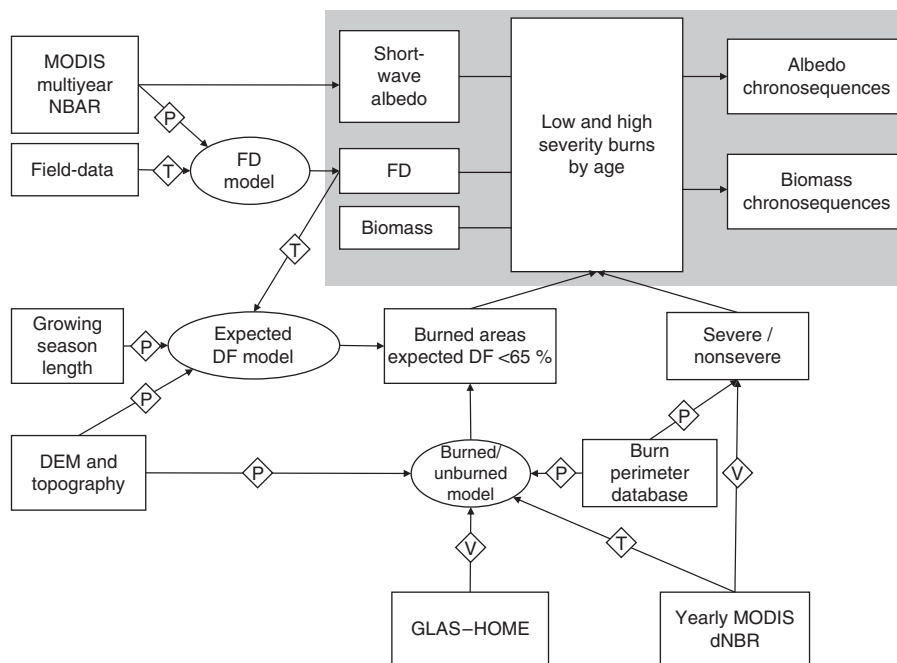 MODIS
multiyear
NBAR
Short-
wave
albedo
Albedo
chronosequences
P
Low and high
severity burns
by age
Field-data
T
FD
model
FD
Biomass
chronosequences
Biomass
T
Growing
season
length
P
Expected
DF model
Burned areas
expected DF <65 %
Severe /
nonsevere
P
P
DEM and
topography
P
Burned/
unburned
model
P
Burn
perimeter
database
V
V
T
GLAS–HOME
Yearly MODIS
dNBR